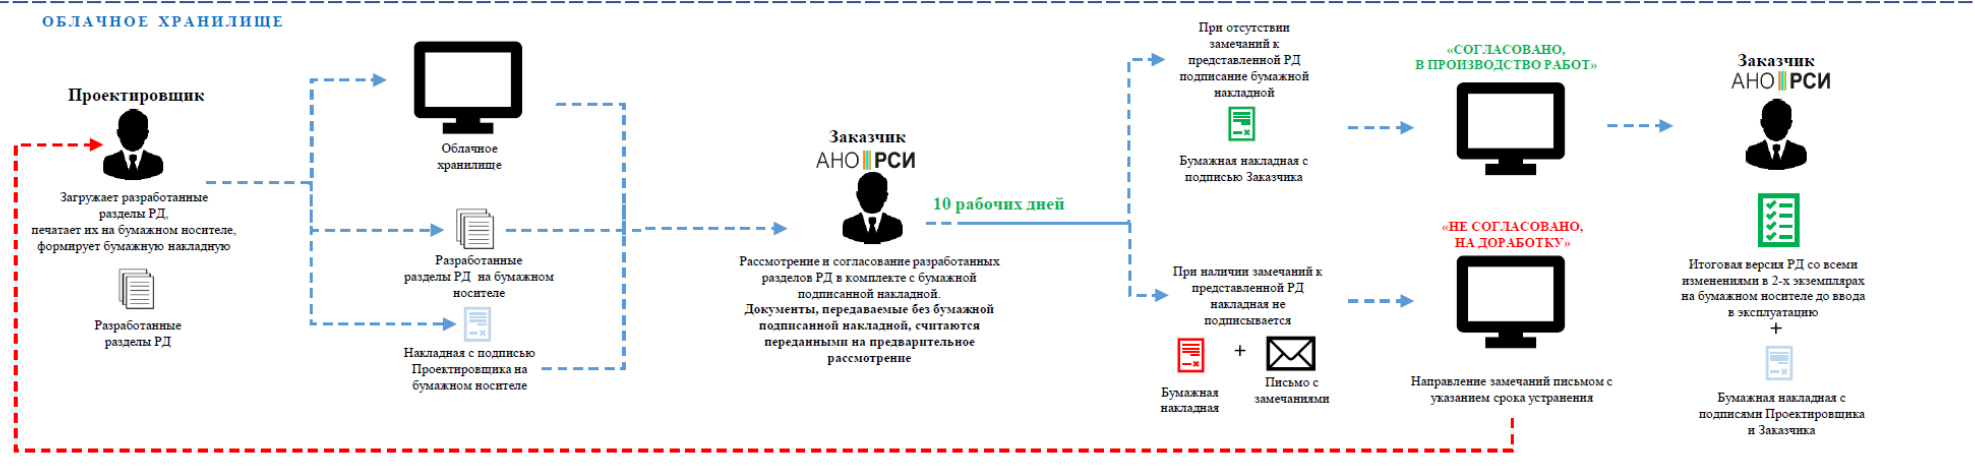 ОБЛАЧНОЕ ХРАНИЛИЩЕ
Проектировщик
Загружает разработанные
разделы РД,
печатает их на бумажном носителе,
формирует бумажную накладную
Разработанные
разделы РД
Облачное
хранилище
Разработанные
разделы РД на бумажном
носителе
Накладная с подписью
Проектировщика на
бумажном носителе
Заказчик
АНО РСИ
Рассмотрение и согласование разработанных
разделов РД в комплекте с бумажной
подписанной накладной.
Документы, передаваемые без бумажной
подписанной накладной, считаются
переданными на предварительное
рассмотрение
10 рабочих дней
При отсутствии
замечаний к
представленной РД
подписание бумажной
накладной
Бумажная накладная с
подписью Заказчика
При наличии замечаний к
представленной РД
накладная не
подписывается
+
Бумажная
накладная
Письмо с
замечаниями
«СОГЛАСОВАНО,
В ПРОИЗВОДСТВО РАБОТ»
«НЕ СОГЛАСОВАНО,
НА ДОРАБОТКУ»
Направление замечаний письмом с
указанием срока устранения
Заказчик
АНО РСИ
Итоговая версия РД со всеми
изменениями в 2-х экземплярах
на бумажном носителе до ввода
в эксплуатацию
+
Бумажная накладная с
подписями Проектировщика
и Заказчика